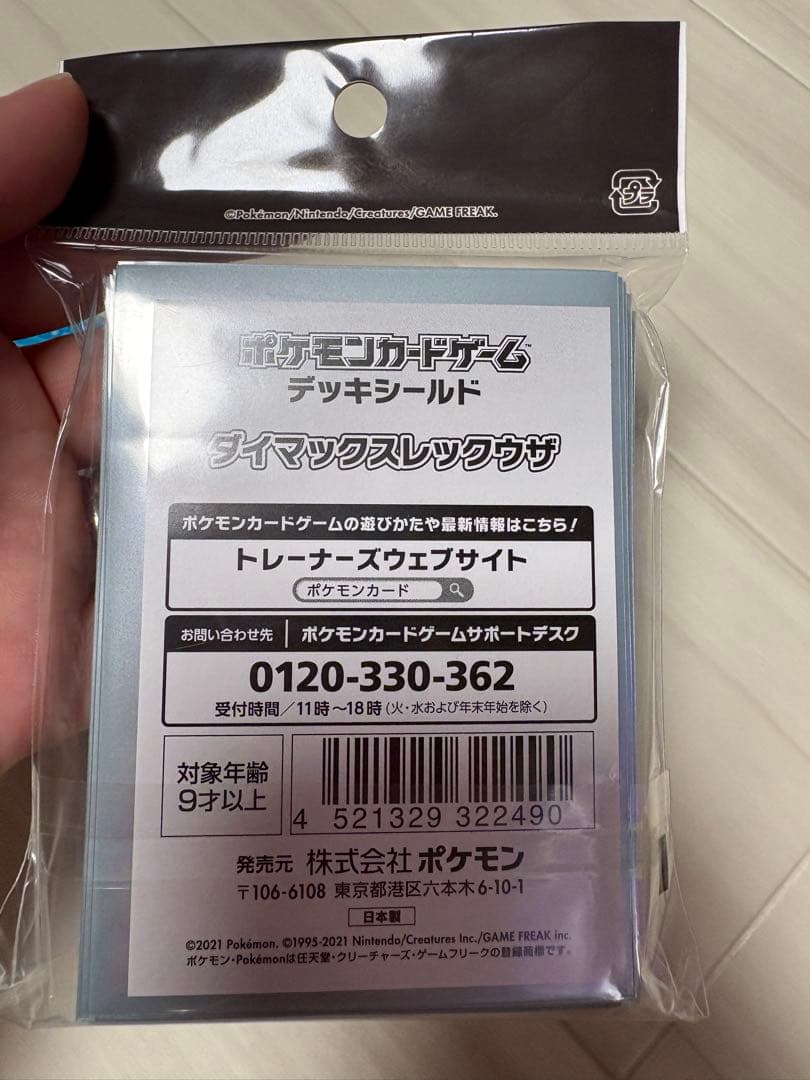 ©Pokémon/Nintendo/Creatures/GAME FREAK.
プラ
ポケモンカードゲーム™
デッキシールド
ダイマックスレックウザ
ポケモンカードゲームの遊びかたや最新情報はこちら!
トレーナーズウェブサイト
ポケモンカード
お問い合わせ先 | ポケモンカードゲームサポートデスク
0120-330-362
受付時間/11時~18時(火・水および年末年始を除く)
対象年齢
9才以上
4 521329 322490
発売元 株式会社ポケモン
〒106-6108 東京都港区六本木6-10-1
日本製
©2021 Pokémon. ©1995-2021 Nintendo/Creatures Inc./GAME FREAK inc.
ポケモン・Pokémonは任天堂・クリーチャーズ・ゲームフリークの登録商標です。